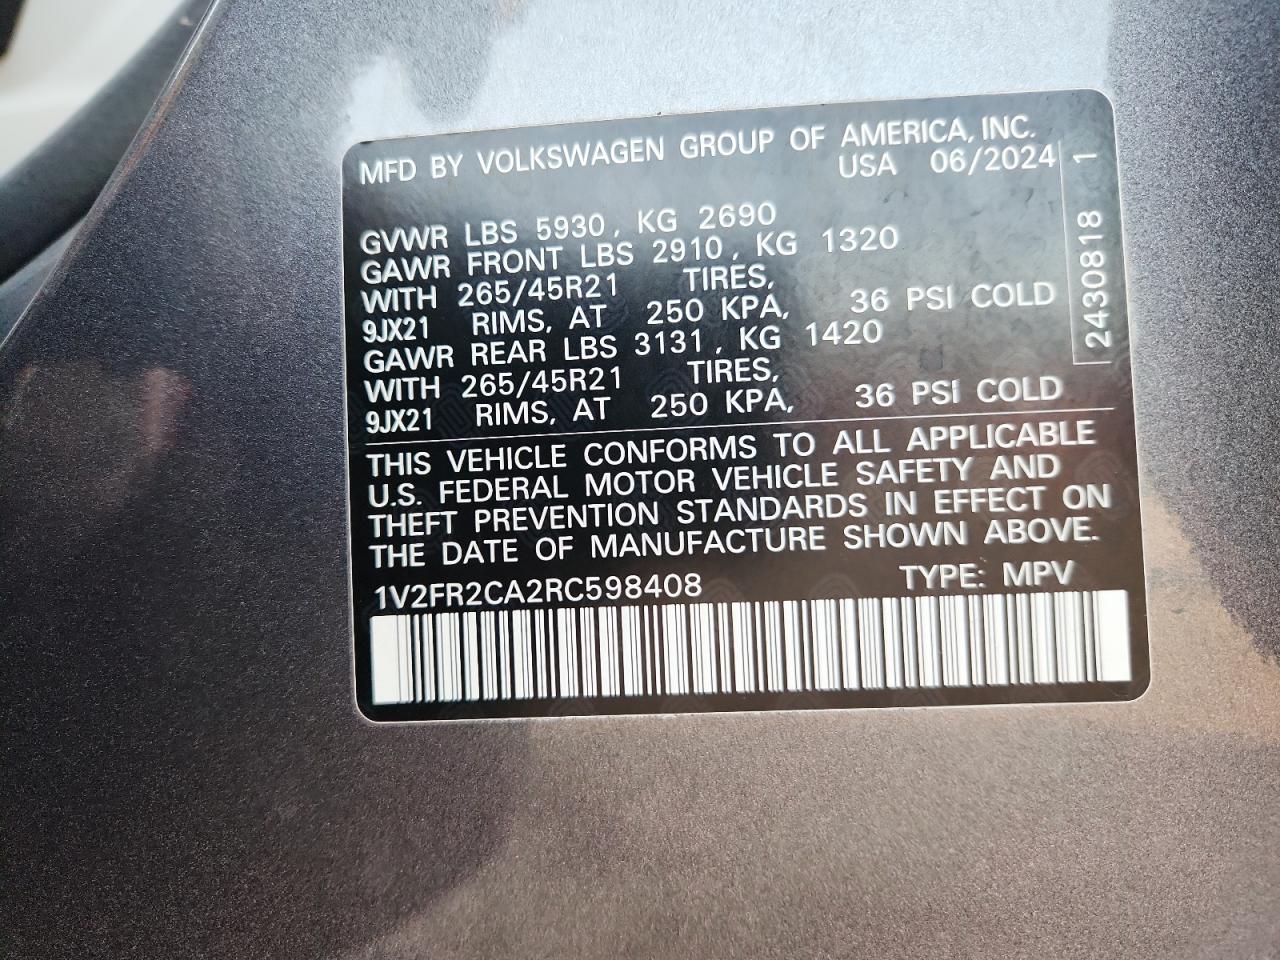 MFD BY VOLKSWAGEN GROUP OF AMERICA, INC.
USA 06/2024
GVWR LBS 5930, KG 2690
GAWR FRONT LBS 2910, KG 1320
WITH 265/45R21 TIRES,
9JX21 RIMS, AT 250 KPA, 36 PSI COLD
GAWR REAR LBS 3131, KG 1420
WITH 265/45R21 TIRES,
9JX21 RIMS, AT 250 KPA, 36 PSI COLD
2430818 1
THIS VEHICLE CONFORMS TO ALL APPLICABLE
U.S. FEDERAL MOTOR VEHICLE SAFETY AND
THEFT PREVENTION STANDARDS IN EFFECT ON
THE DATE OF MANUFACTURE SHOWN ABOVE.
1V2FR2CA2RC598408 TYPE: MPV